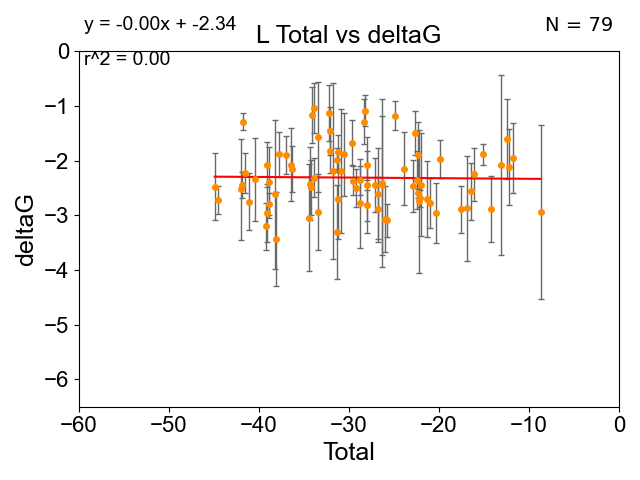 y = -0.00x + -2.34
L Total vs deltaG
N = 79
r^2 = 0.00
0
−1
−2
−3
−4
−5
−6
deltaG
−60
−50
−40
−30
−20
−10
0
Total